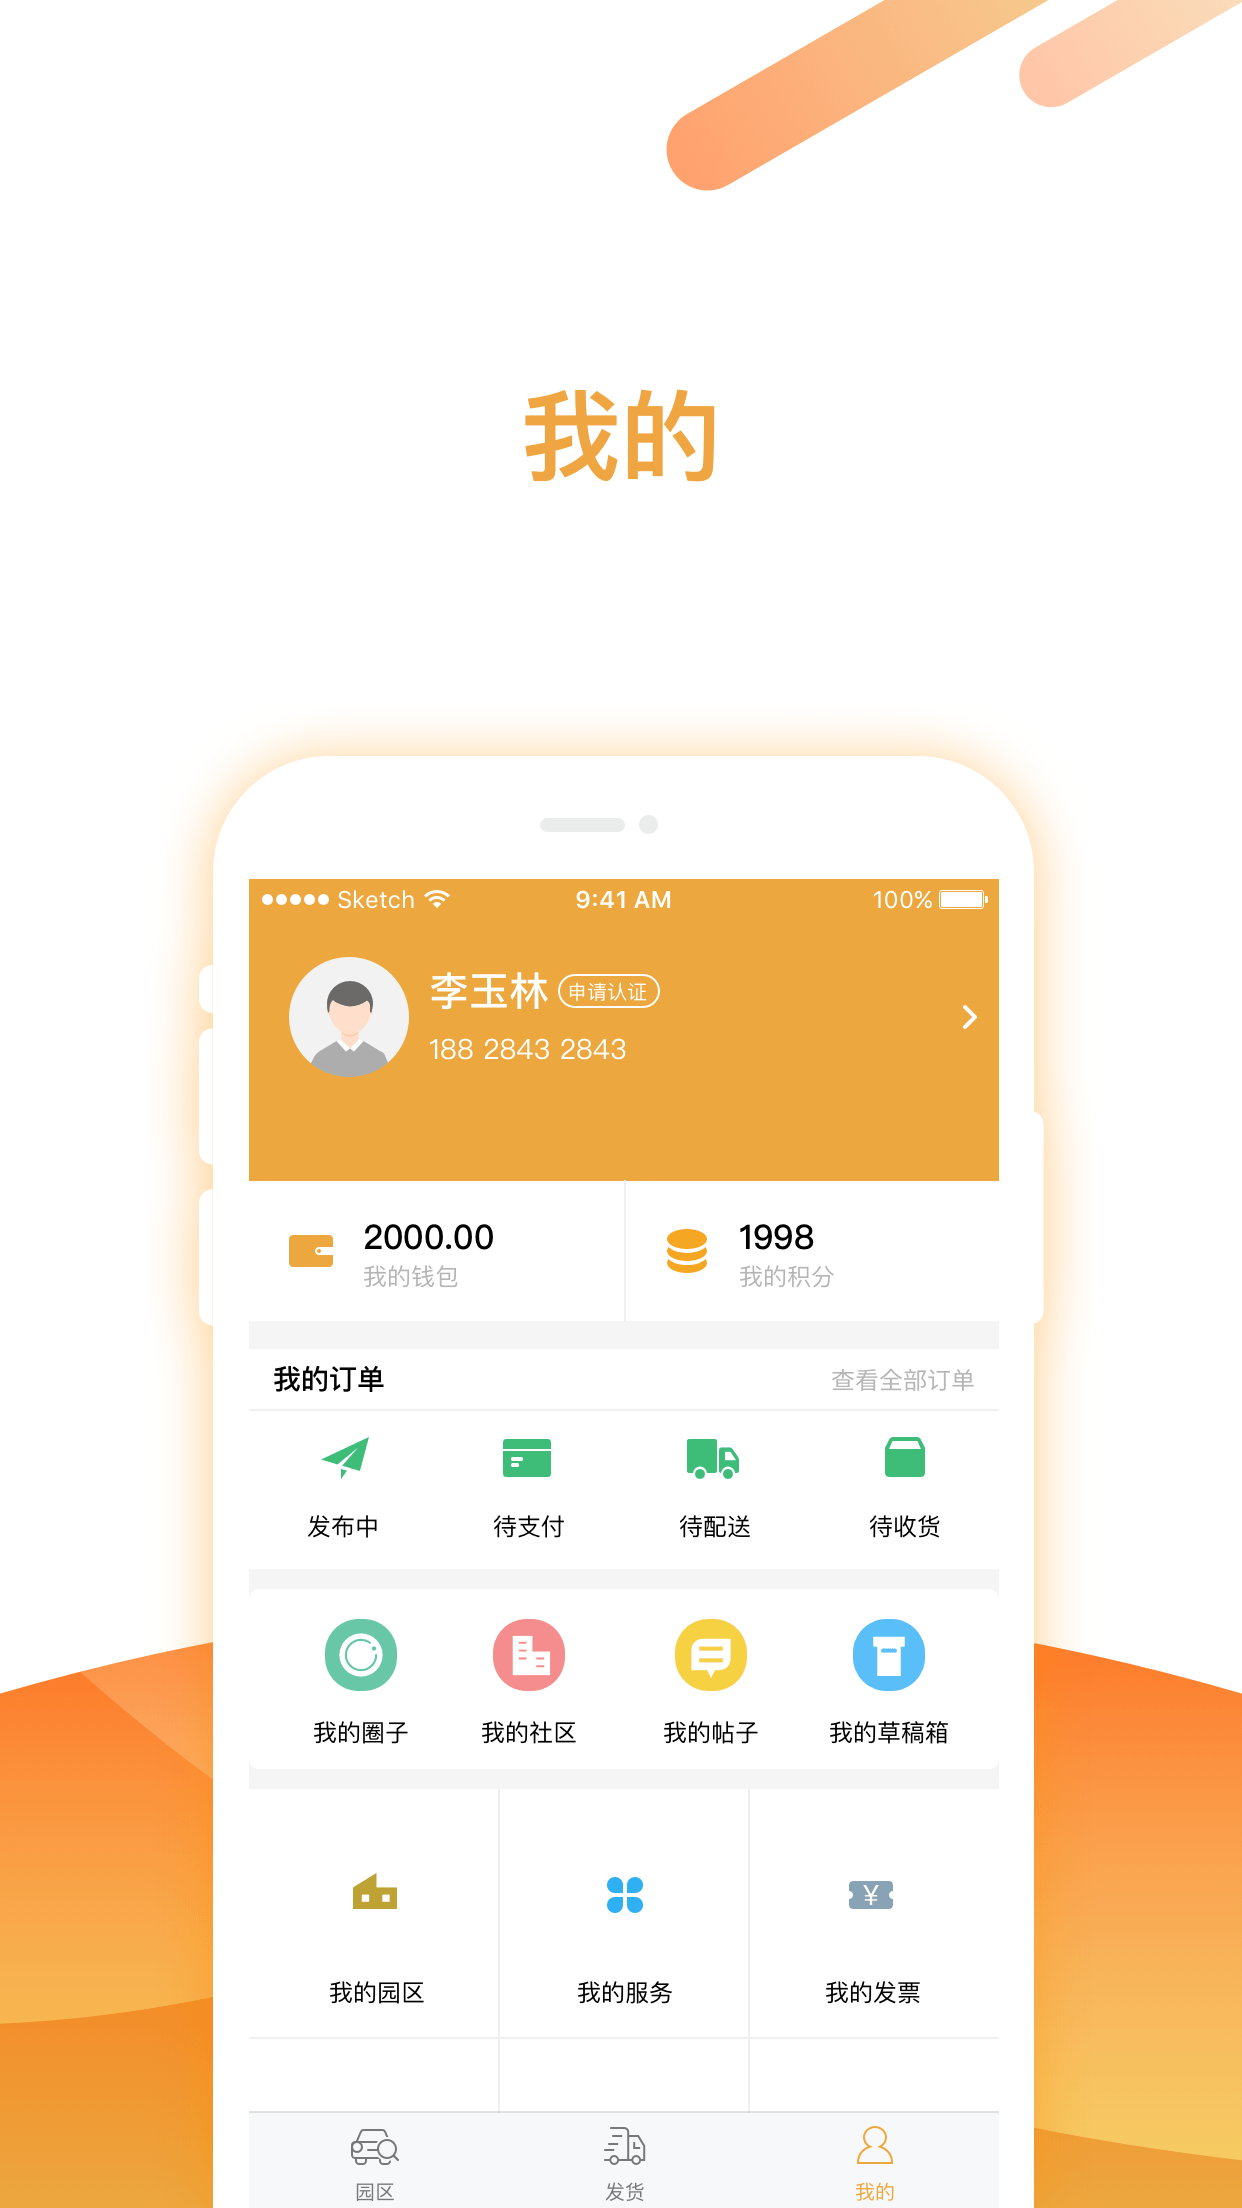 我的
Sketch 9:41 AM 100%
李玉林 申请认证
188 2843 2843
2000.00 1998
我的钱包 我的积分
我的订单 查看全部订单
发布中 待支付 待配送 待收货
我的圈子 我的社区 我的帖子 我的草稿箱
¥
我的园区 我的服务 我的发票
园区 发货 我的